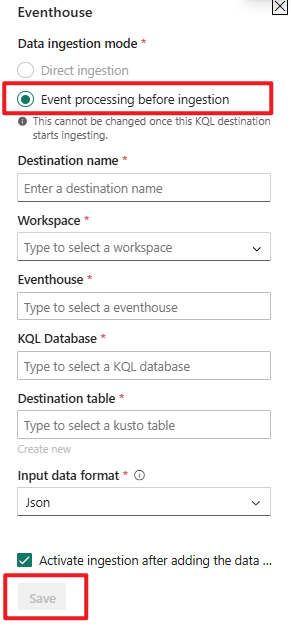 Eventhouse
Data ingestion mode *
Direct ingestion
Event processing before ingestion
This cannot be changed once this KQL destination
starts ingesting.
Destination name *
Enter a destination name
Workspace *
Type to select a workspace
Eventhouse *
Type to select a eventhouse
KQL Database *
Type to select a KQL database
Destination table *
Type to select a kusto table
Create new
Input data format *
Json
Activate ingestion after adding the data ...
Save